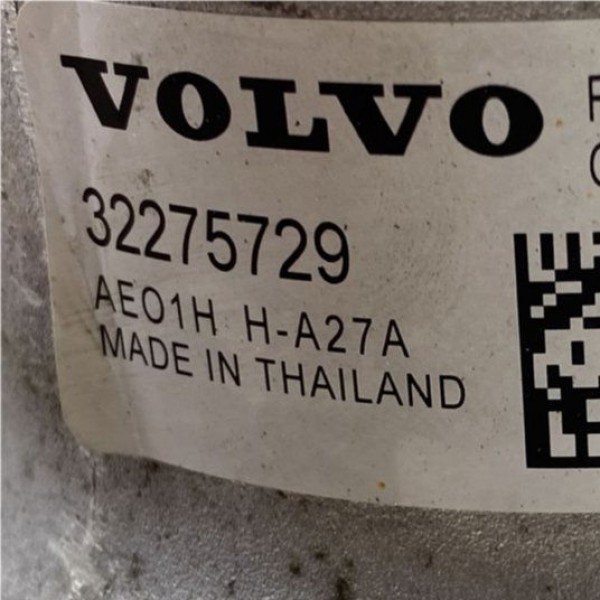 VOLVO
32275729
AE01H H-A27A
MADE IN THAILAND